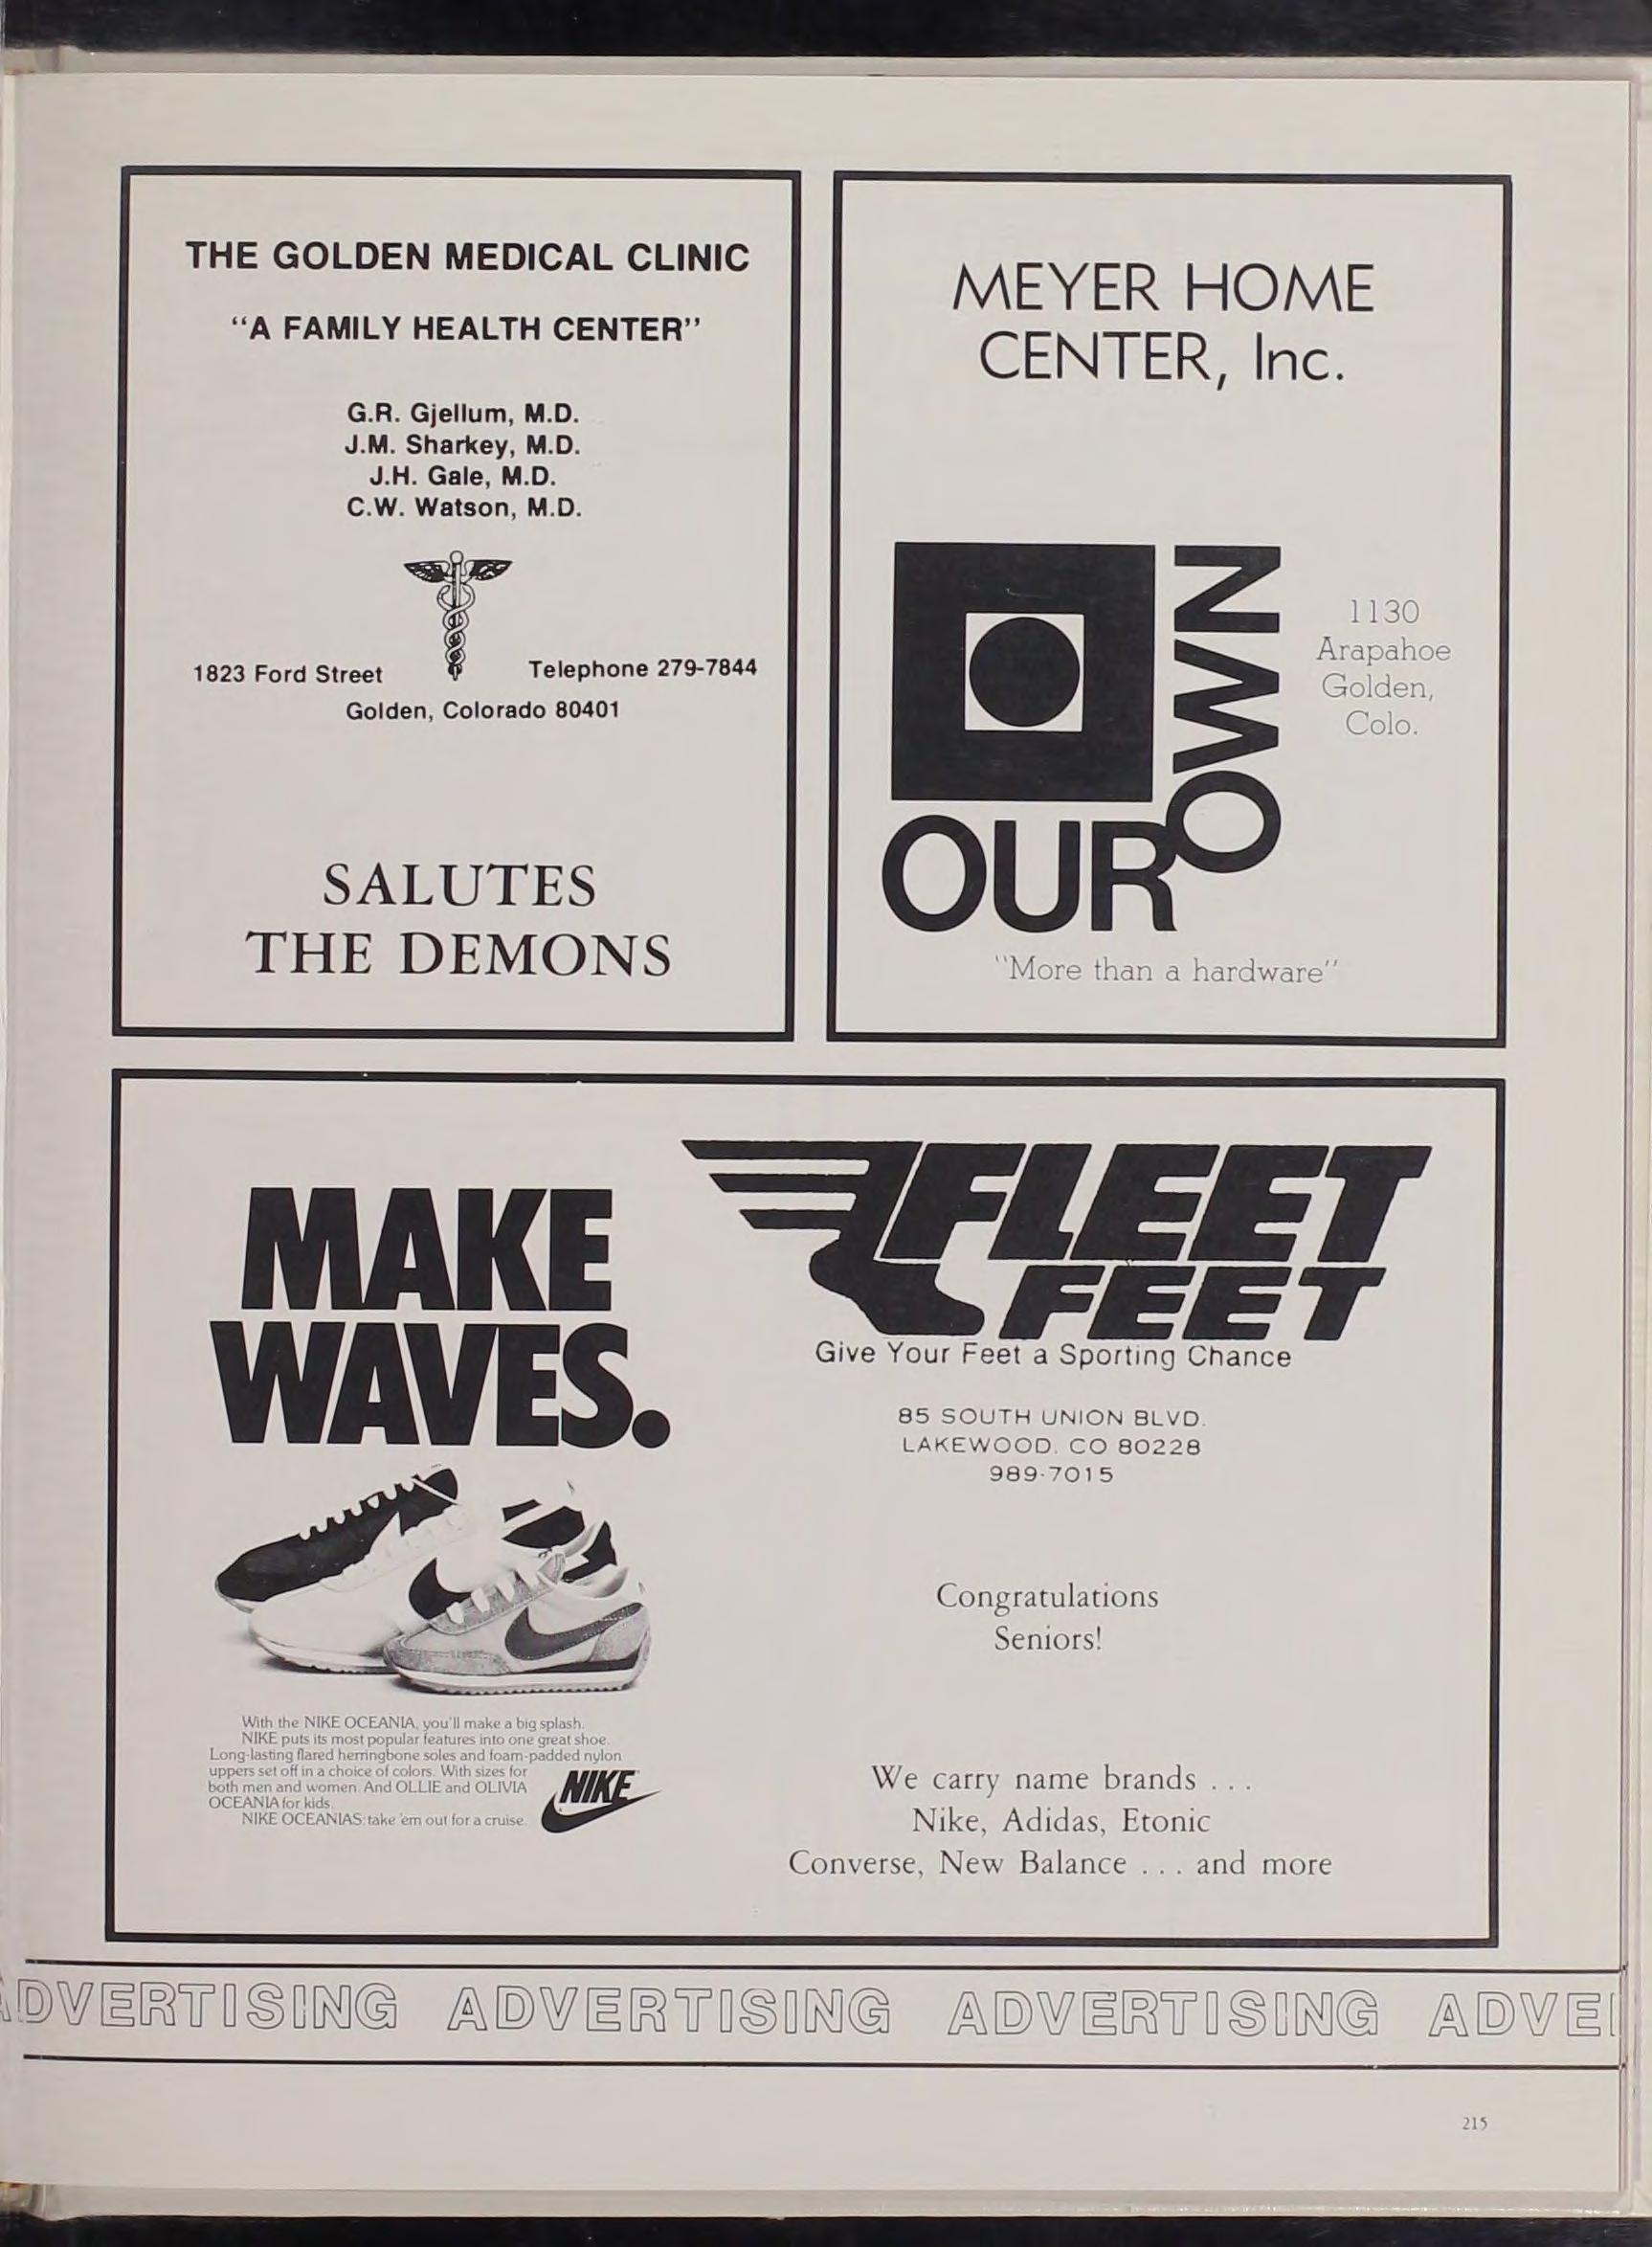 THE GOLDEN MEDICAL CLINIC
"A FAMILY HEALTH CENTER"
G.R. Gjellum, M.D.
J.M. Sharkey, M.D.
J.H. Gale, M.D.
C.W. Watson, M.D.
1823 Ford Street
Telephone 279-7844
Golden, Colorado 80401
SALUTES
THE DEMONS
MEYER HOME
CENTER, Inc.
OUR
OWN
1130
Arapahoe
Golden,
Colo.
"More than a hardware"
MAKE
WAVES.
With the NIKE OCEANIA, you'll make a big splash.
NIKE puts its most popular features into one great shoe.
Long-lasting flared herringbone soles and foam-padded nylon
uppers set off in a choice of colors. With sizes for
both men and women. And OLLIE and OLIVIA
OCEANIA for kids.
NIKE OCEANIAS: take 'em out for a cruise.
NIKE
FLEET
FEET
Give Your Feet a Sporting Chance
85 SOUTH UNION BLVD.
LAKEWOOD, CO 80228
989-7015
Congratulations
Seniors!
We carry name brands . . .
Nike, Adidas, Etonic
Converse, New Balance . . . and more
ADVERTISING ADVERTISING ADVERTISING ADVE
215